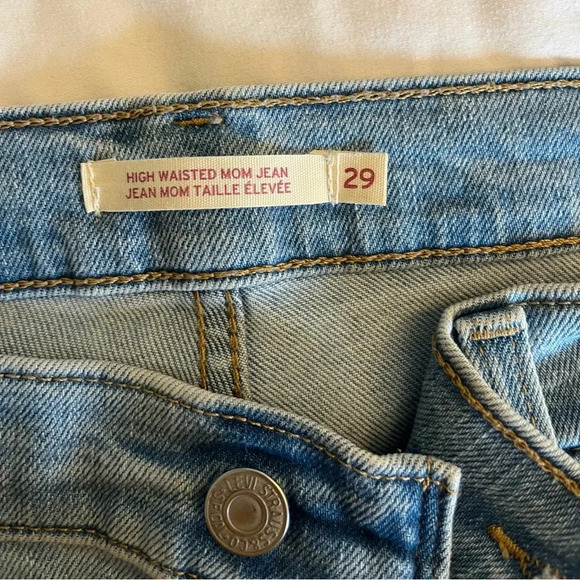 HIGH WAISTED MOM JEAN
JEAN MOM TAILLE ÉLEVÉE
29
LEVI STRAUSS & CO